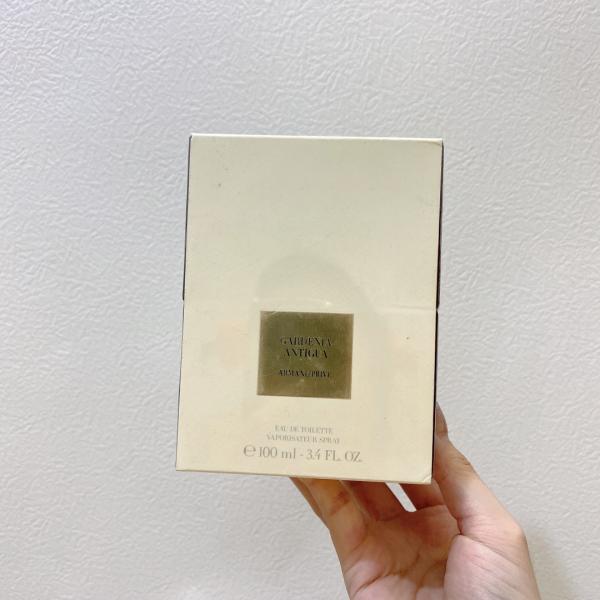 GARDENIA
ANTIGUA
ARMANI/PRIVÉ
EAU DE TOILETTE
VAPORISATEUR SPRAY
℮ 100 ml - 3.4 FL. OZ.